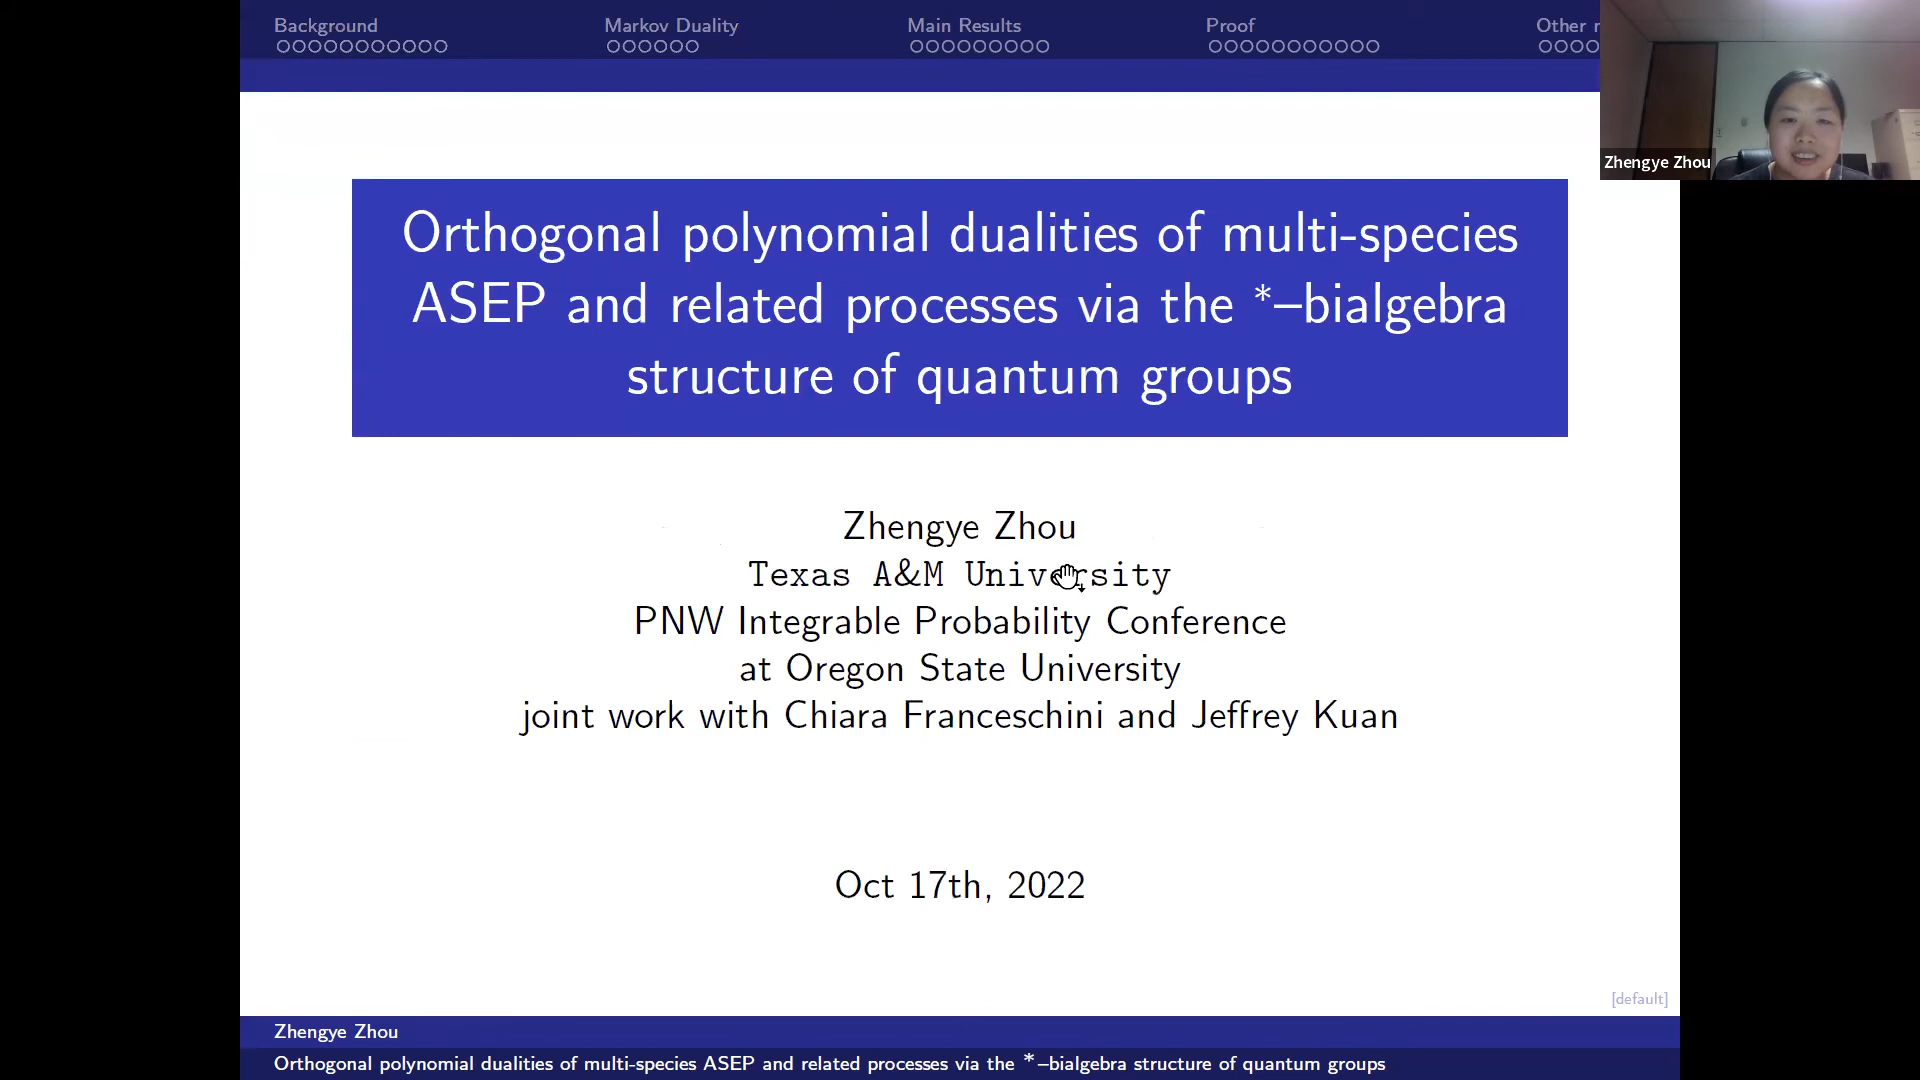 Background
Markov Duality
Main Results
Proof
Other
Zhengye Zhou
Orthogonal polynomial dualities of multi-species
ASEP and related processes via the *–bialgebra
structure of quantum groups
Zhengye Zhou
Texas A&M University
PNW Integrable Probability Conference
at Oregon State University
joint work with Chiara Franceschini and Jeffrey Kuan
Oct 17th, 2022
[default]
Zhengye Zhou
Orthogonal polynomial dualities of multi-species ASEP and related processes via the *–bialgebra structure of quantum groups